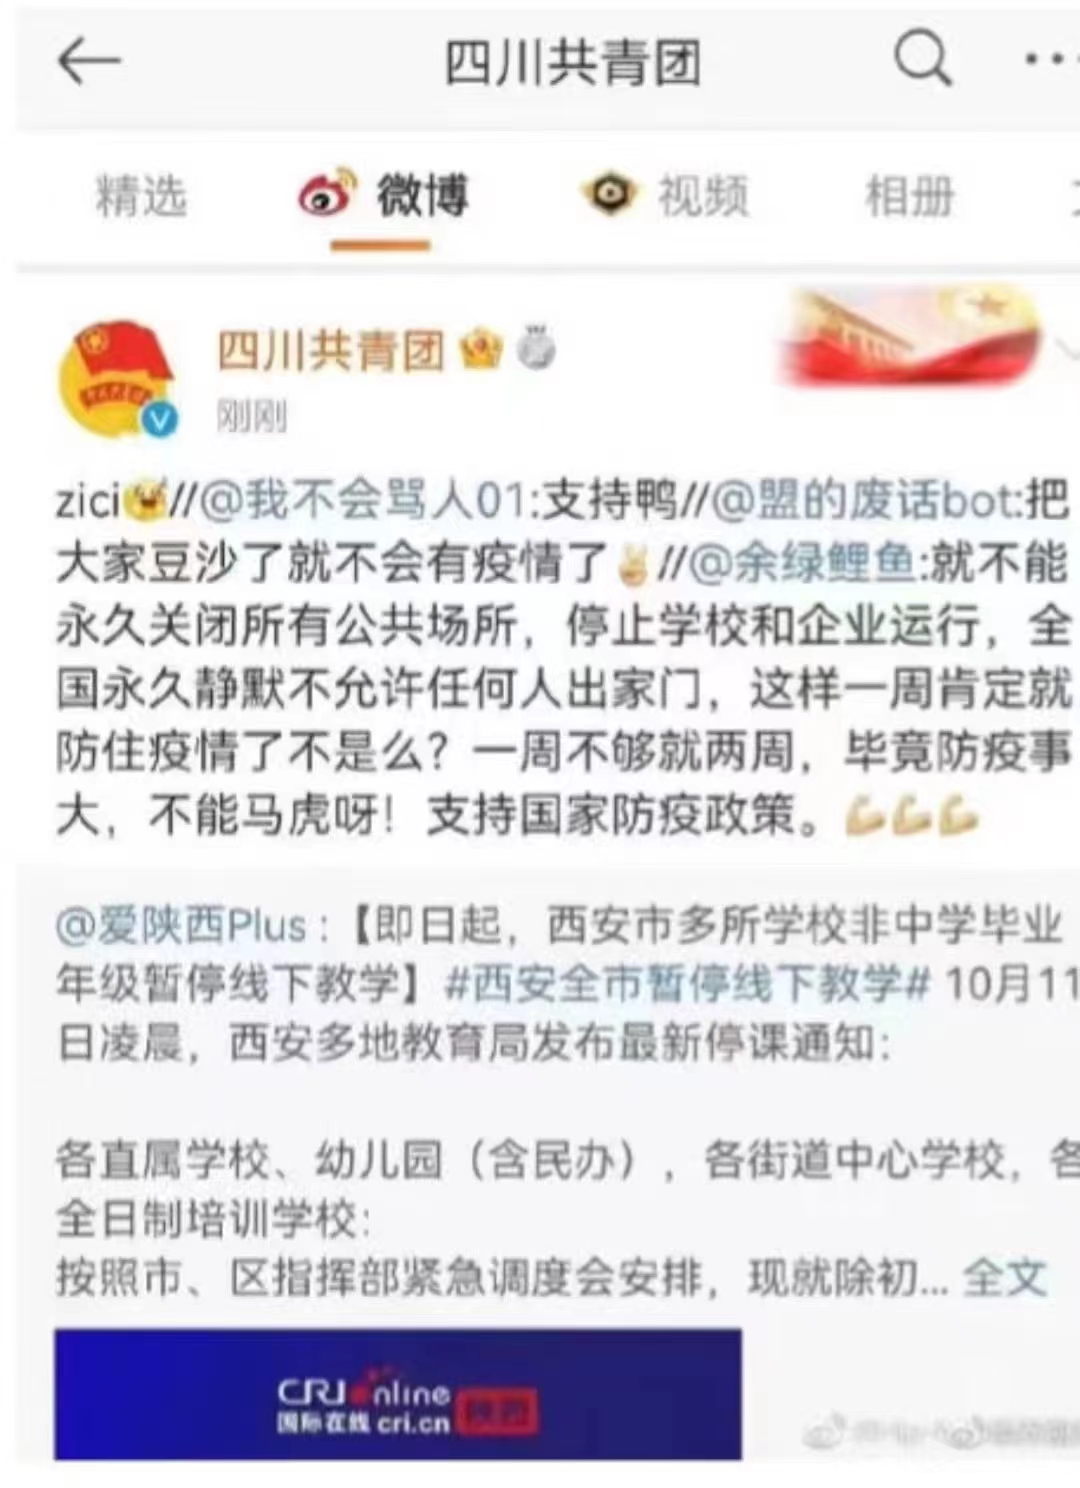 四川共青团
精选 微博 视频 相册
四川共青团
刚刚
zici//@我不会骂人01:支持鸭//@盟的废话bot:把
大家豆沙了就不会有疫情了✌//@余绿鲤鱼:就不能
永久关闭所有公共场所，停止学校和企业运行，全
国永久静默不允许任何人出家门，这样一周肯定就
防住疫情了不是么？一周不够就两周，毕竟防疫事
大，不能马虎呀！支持国家防疫政策。💪💪💪
@爱陕西Plus：【即日起，西安市多所学校非中学毕业
年级暂停线下教学】#西安全市暂停线下教学# 10月11
日凌晨，西安多地教育局发布最新停课通知：
各直属学校、幼儿园（含民办），各街道中心学校，各
全日制培训学校：
按照市、区指挥部紧急调度会安排，现就除初... 全文
CRI Online
国际在线 cri.cn